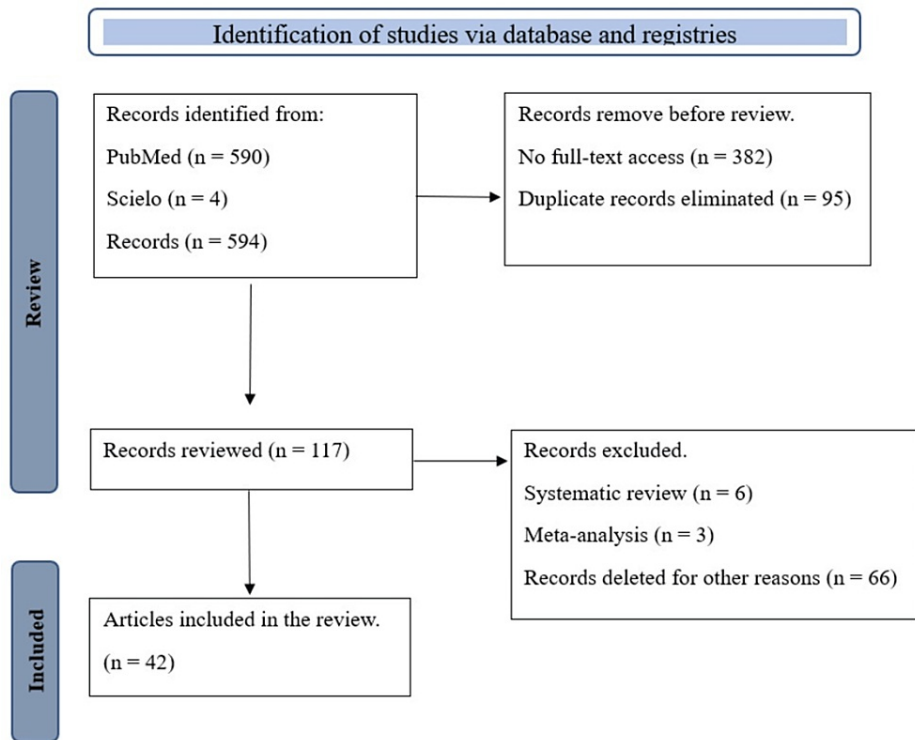 Identification of studies via database and registries
Review
Records identified from:
PubMed (n = 590)
Scielo (n = 4)
Records (n = 594)
Records remove before review.
No full-text access (n = 382)
Duplicate records eliminated (n = 95)
Records reviewed (n = 117)
Records excluded.
Systematic review (n = 6)
Meta-analysis (n = 3)
Records deleted for other reasons (n = 66)
Included
Articles included in the review.
(n = 42)